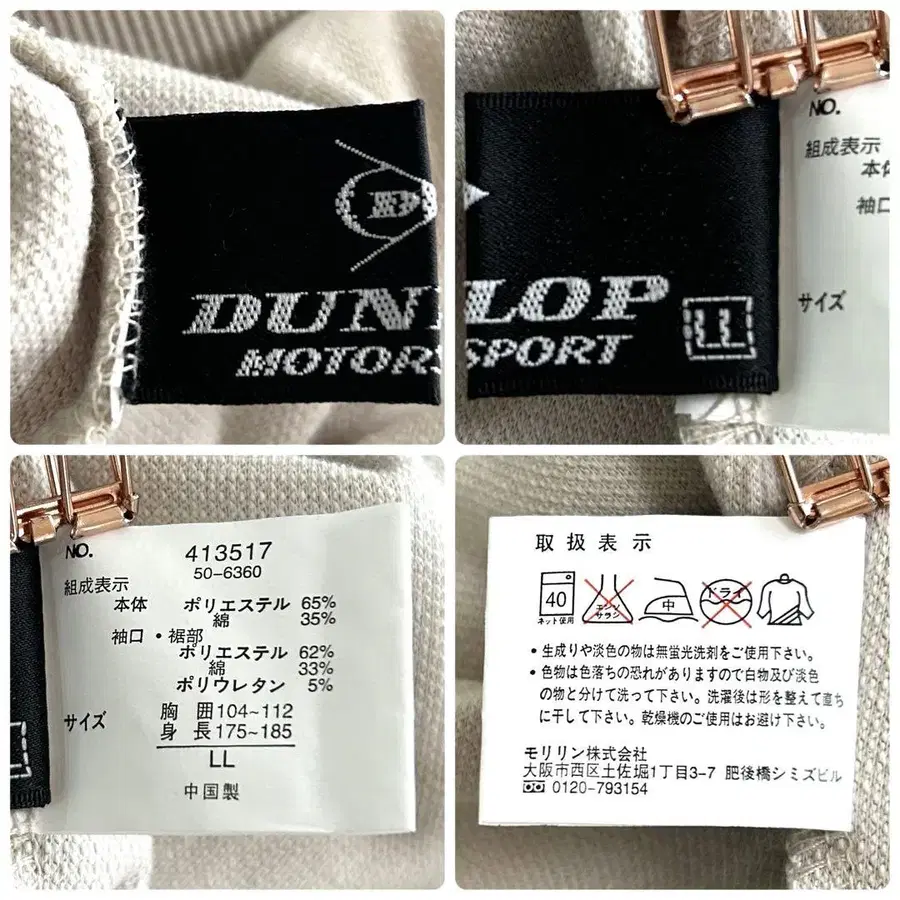 DUN
MOTORS
LOP
SPORT
LL
NO.
組成表示
本体
袖口
サイズ
NO. 413517
50-6360
組成表示
本体 ポリエステル 65%
綿 35%
袖口・裾部
ポリエステル 62%
綿 33%
ポリウレタン 5%
サイズ 胸 囲 104~112
身 長 175~185
LL
中国製
取扱表示
40
ネット使用
エンソ
サラシ
中
ドライ
• 生成りや淡色の物は無蛍光洗剤をご使用下さい。
• 色物は色落ちの恐れがありますので白物及び淡色
の物と分けて洗って下さい。洗濯後は形を整えて直ち
に干して下さい。乾燥機のご使用はお避け下さい。
モリリン株式会社
大阪市西区土佐堀1丁目3-7 肥後橋シミズビル
0120-793154